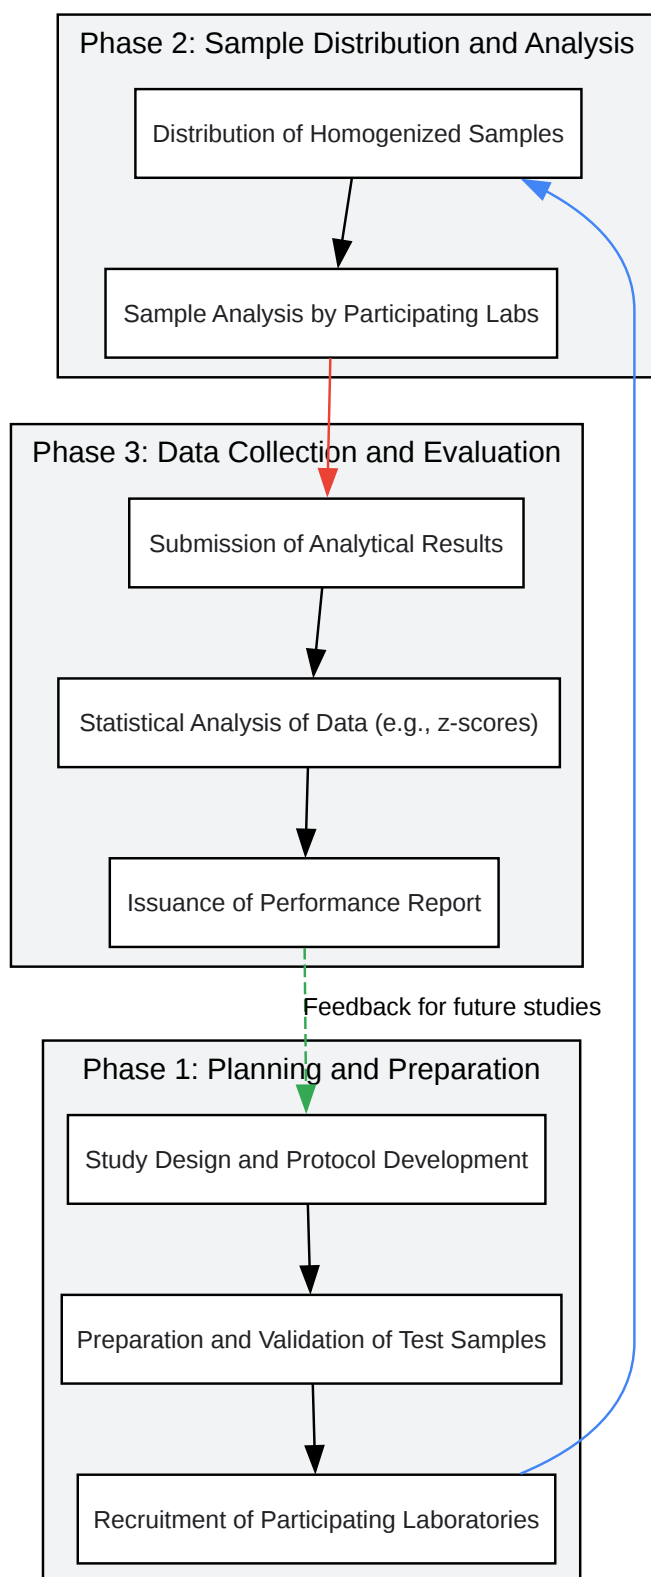 Phase 2: Sample Distribution and Analysis
Distribution of Homogenized Samples
Sample Analysis by Participating Labs
Phase 3: Data Collection and Evaluation
Submission of Analytical Results
Statistical Analysis of Data (e.g., z-scores)
Issuance of Performance Report
Feedback for future studies
Phase 1: Planning and Preparation
Study Design and Protocol Development
Preparation and Validation of Test Samples
Recruitment of Participating Laboratories